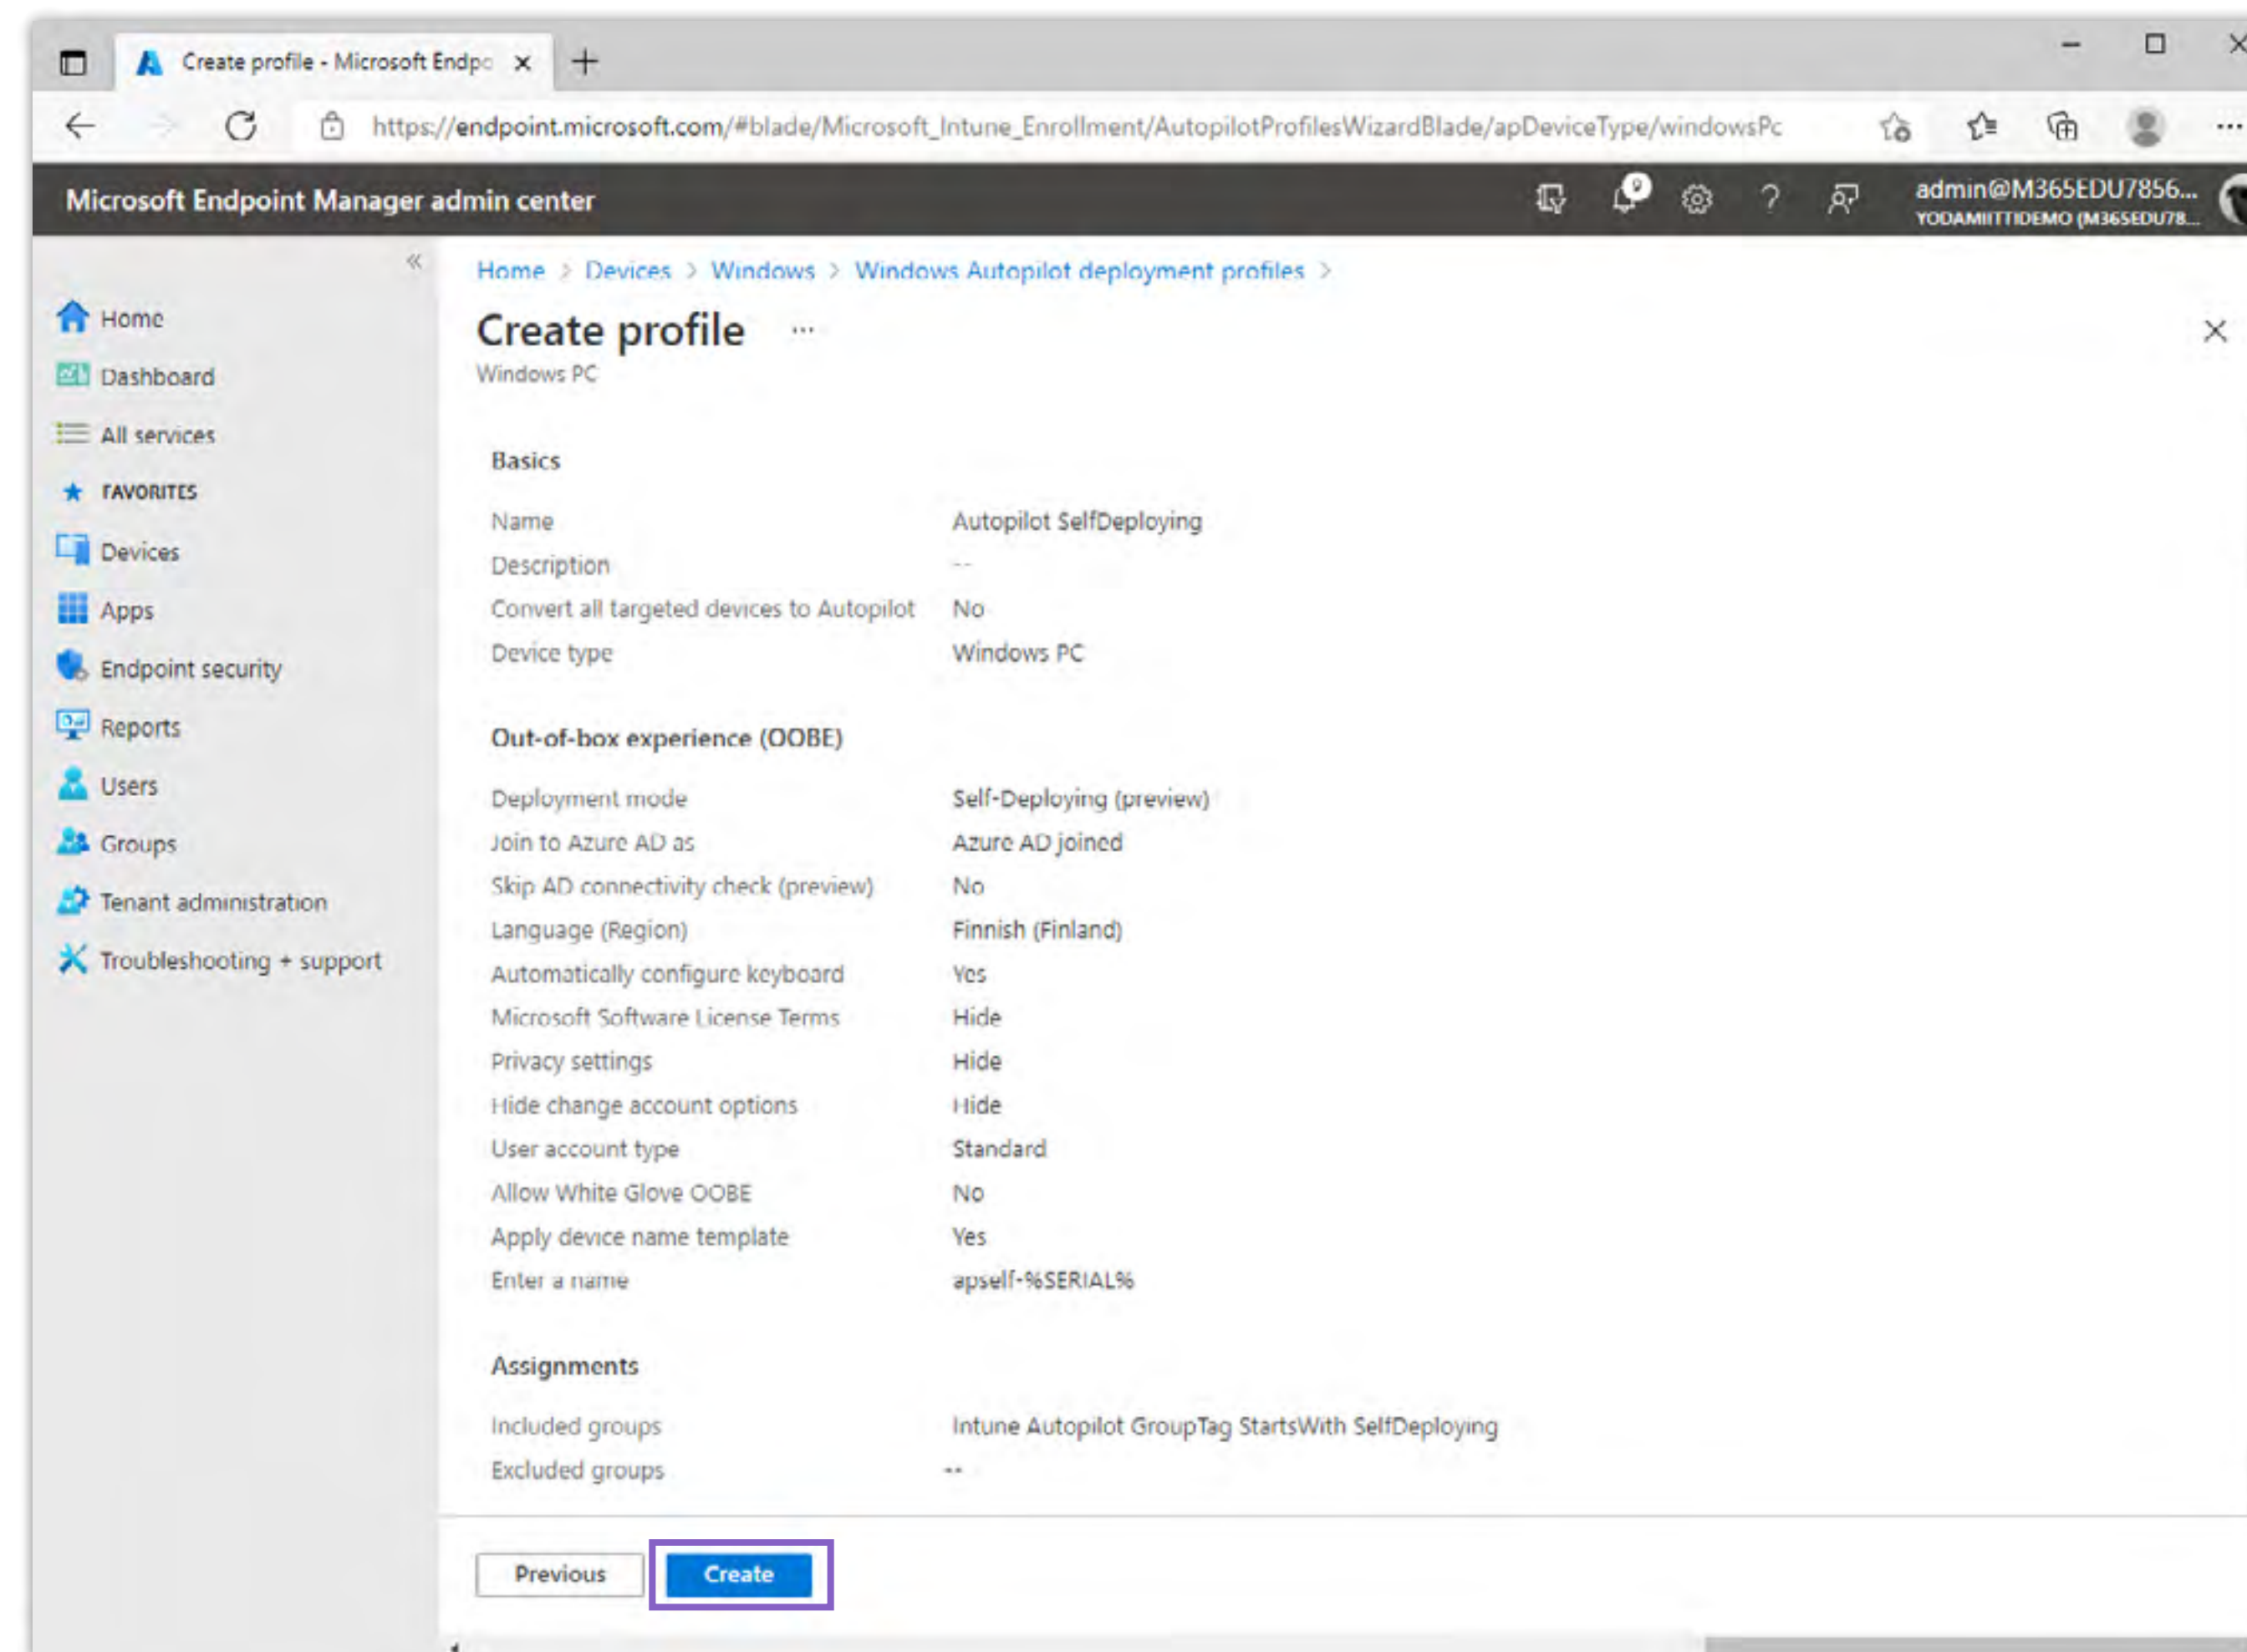 Create profile - Microsoft Endpo
https://endpoint.microsoft.com/#blade/Microsoft_Intune_Enrollment/AutopilotProfilesWizardBlade/apDeviceType/windowsPc
Microsoft Endpoint Manager admin center
9
admin@M365EDU7856...
YODAMIITTIDEMO (M365EDU78...
Home > Devices > Windows > Windows Autopilot deployment profiles >
Create profile ...
Windows PC
Home
Dashboard
All services
FAVORITES
Devices
Apps
Endpoint security
Reports
Users
Groups
Tenant administration
Troubleshooting + support
Basics
Name Autopilot SelfDeploying
Description --
Convert all targeted devices to Autopilot No
Device type Windows PC
Out-of-box experience (OOBE)
Deployment mode Self-Deploying (preview)
Join to Azure AD as Azure AD joined
Skip AD connectivity check (preview) No
Language (Region) Finnish (Finland)
Automatically configure keyboard Yes
Microsoft Software License Terms Hide
Privacy settings Hide
Hide change account options Hide
User account type Standard
Allow White Glove OOBE No
Apply device name template Yes
Enter a name apself-%SERIAL%
Assignments
Included groups Intune Autopilot GroupTag StartsWith SelfDeploying
Excluded groups --
Previous Create